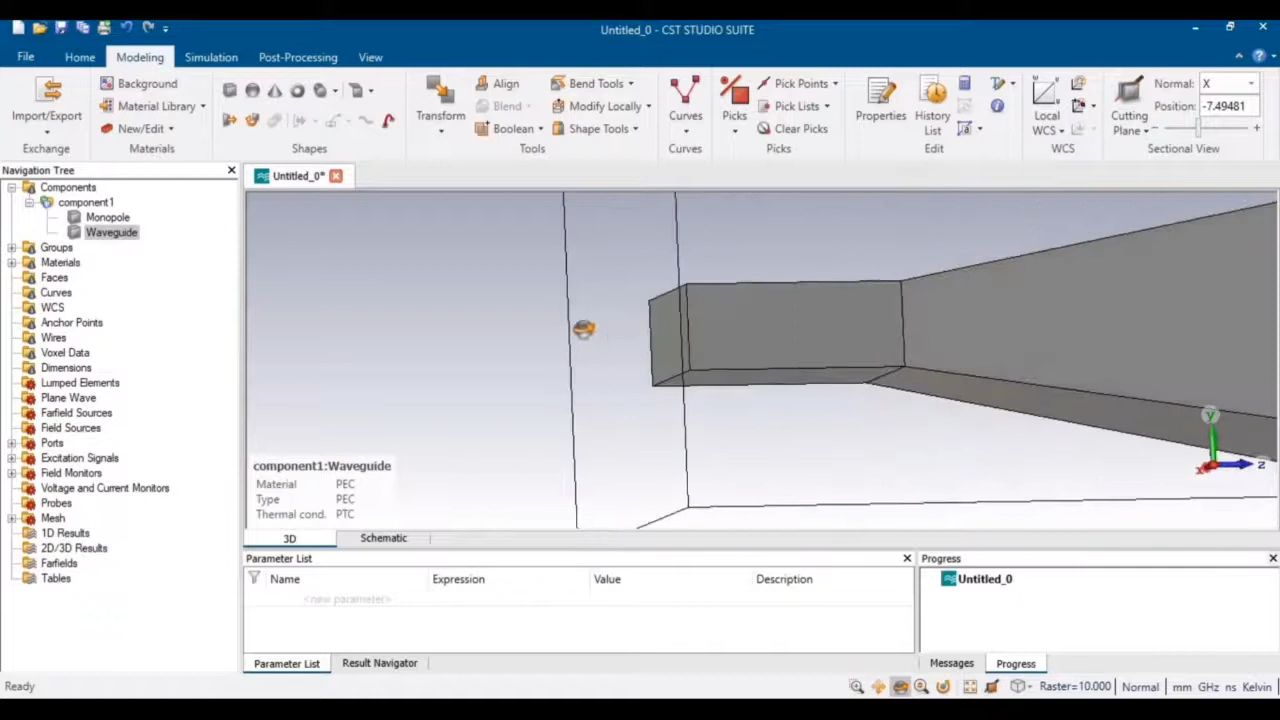 Untitled_0 - CST STUDIO SUITE
File Home Modeling Simulation Post-Processing View
Import/Export
Exchange
Background
Material Library
New/Edit
Materials
Shapes
Transform
Align
Blend
Boolean
Bend Tools
Modify Locally
Shape Tools
Tools
Curves
Curves
Picks
Pick Points
Pick Lists
Clear Picks
Picks
Properties
History
List
Edit
Local
WCS
WCS
Cutting
Plane
Normal: X
Position: -7.49481
Sectional View
Navigation Tree
Components
component1
Monopole
Waveguide
Groups
Materials
Faces
Curves
WCS
Anchor Points
Wires
Voxel Data
Dimensions
Lumped Elements
Plane Wave
Farfield Sources
Field Sources
Ports
Excitation Signals
Field Monitors
Voltage and Current Monitors
Probes
Mesh
1D Results
2D/3D Results
Farfields
Tables
Untitled_0*
y
x
z
component1:Waveguide
Material PEC
Type PEC
Thermal cond. PTC
3D Schematic
Parameter List
Name Expression Value Description
<new parameter>
Parameter List Result Navigator
Progress
Untitled_0
Messages Progress
Ready
Raster=10.000 Normal mm GHz ns Kelvin